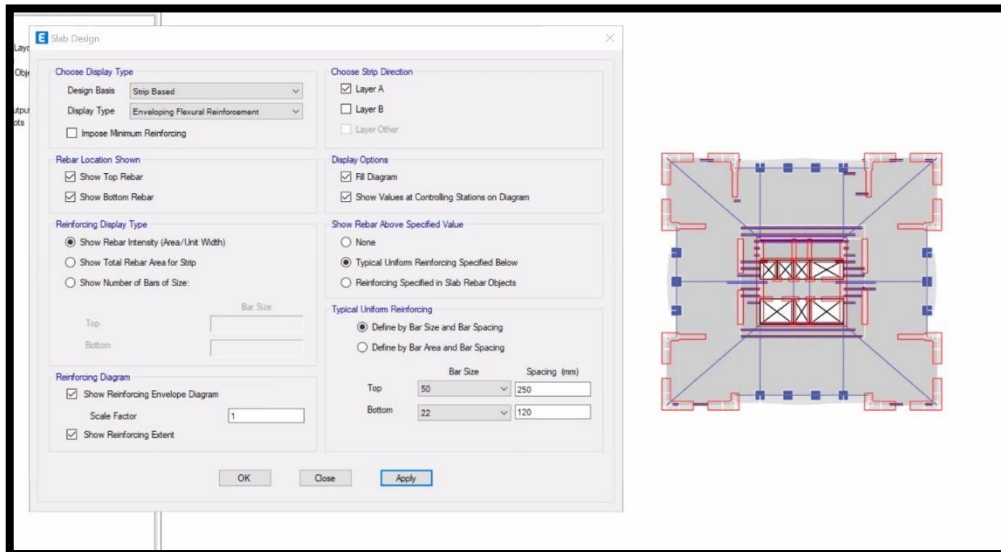 Slab Design
Choose Display Type
Design Basis Strip Based
Display Type Enveloping Flexural Reinforcement
Impose Minimum Reinforcing
Rebar Location Shown
Show Top Rebar
Show Bottom Rebar
Reinforcing Display Type
Show Rebar Intensity (Area/Unit Width)
Show Total Rebar Area for Strip
Show Number of Bars of Size:
Bar Size
Top
Bottom
Reinforcing Diagram
Show Reinforcing Envelope Diagram
Scale Factor 1
Show Reinforcing Extent
Choose Strip Direction
Layer A
Layer B
Layer Other
Display Options
Fill Diagram
Show Values at Controlling Stations on Diagram
Show Rebar Above Specified Value
None
Typical Uniform Reinforcing Specified Below
Reinforcing Specified in Slab Rebar Objects
Typical Uniform Reinforcing
Define by Bar Size and Bar Spacing
Define by Bar Area and Bar Spacing
Bar Size Spacing (mm)
Top 50 250
Bottom 22 120
OK Close Apply